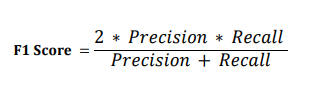 2 * Precision * Recall
F1 Score =
Precision + Recall